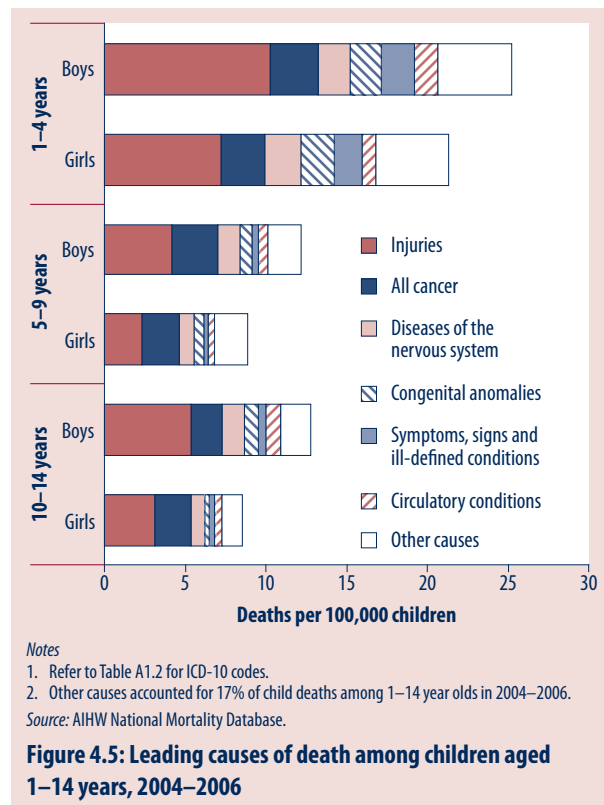 1–4 years
Boys
Girls
5–9 years
Boys
Girls
10–14 years
Boys
Girls
Injuries
All cancer
Diseases of the
nervous system
Congenital anomalies
Symptoms, signs and
ill-defined conditions
Circulatory conditions
Other causes
0 5 10 15 20 25 30
Deaths per 100,000 children
Notes
1. Refer to Table A1.2 for ICD-10 codes.
2. Other causes accounted for 17% of child deaths among 1–14 year olds in 2004–2006.
Source: AIHW National Mortality Database.
Figure 4.5: Leading causes of death among children aged
1–14 years, 2004–2006